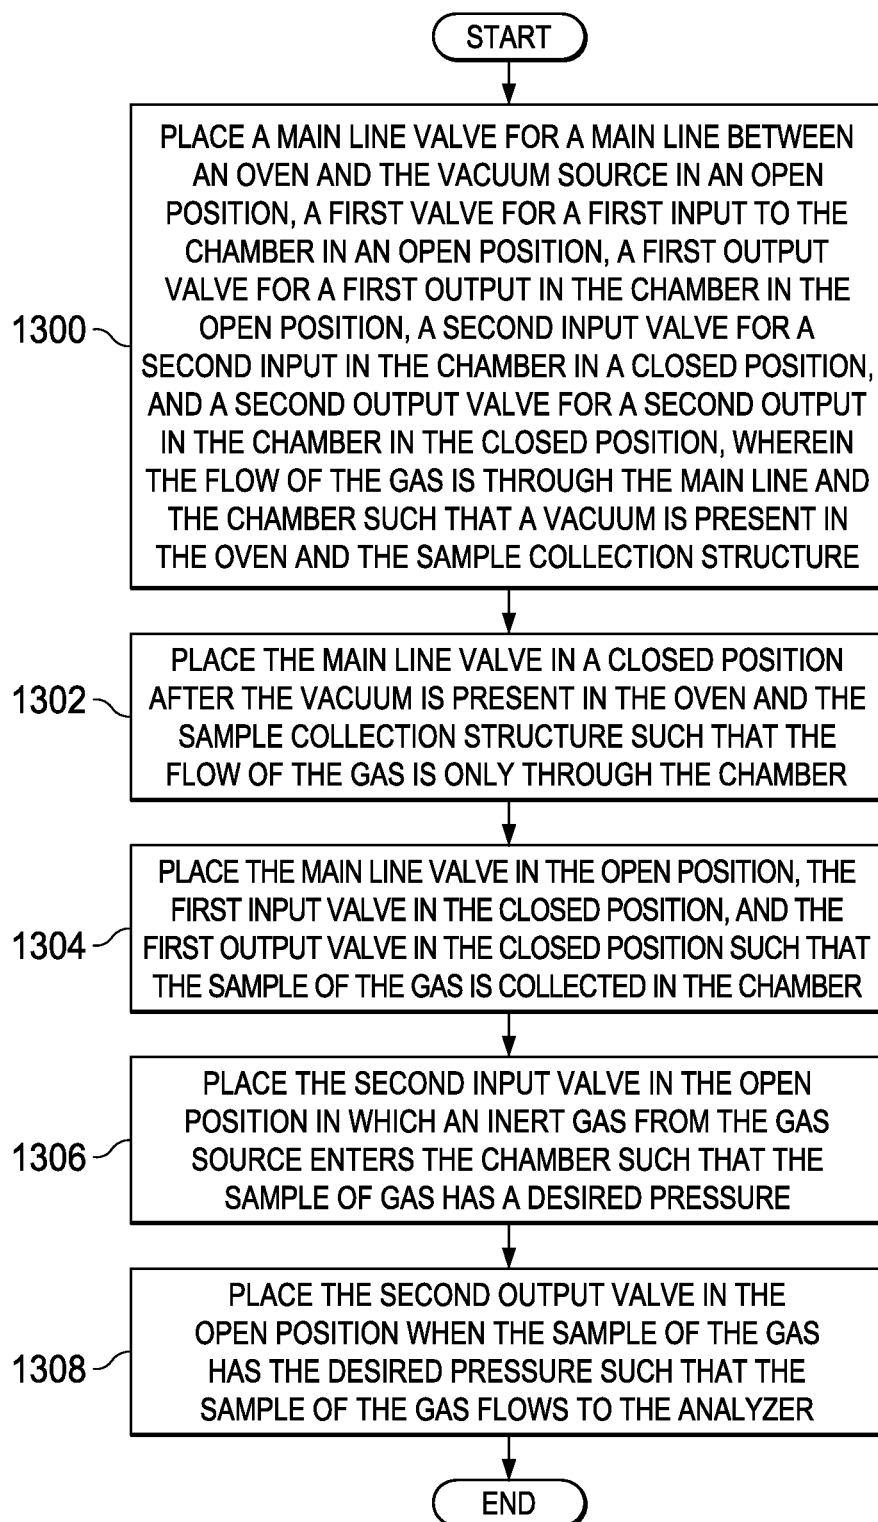 START
PLACE A MAIN LINE VALVE FOR A MAIN LINE BETWEEN
AN OVEN AND THE VACUUM SOURCE IN AN OPEN
POSITION, A FIRST VALVE FOR A FIRST INPUT TO THE
CHAMBER IN AN OPEN POSITION, A FIRST OUTPUT
VALVE FOR A FIRST OUTPUT IN THE CHAMBER IN THE
OPEN POSITION, A SECOND INPUT VALVE FOR A
SECOND INPUT IN THE CHAMBER IN A CLOSED POSITION,
AND A SECOND OUTPUT VALVE FOR A SECOND OUTPUT
IN THE CHAMBER IN THE CLOSED POSITION, WHEREIN
THE FLOW OF THE GAS IS THROUGH THE MAIN LINE AND
THE CHAMBER SUCH THAT A VACUUM IS PRESENT IN
THE OVEN AND THE SAMPLE COLLECTION STRUCTURE
1300
PLACE THE MAIN LINE VALVE IN A CLOSED POSITION
AFTER THE VACUUM IS PRESENT IN THE OVEN AND THE
SAMPLE COLLECTION STRUCTURE SUCH THAT THE
FLOW OF THE GAS IS ONLY THROUGH THE CHAMBER
1302
PLACE THE MAIN LINE VALVE IN THE OPEN POSITION, THE
FIRST INPUT VALVE IN THE CLOSED POSITION, AND THE
FIRST OUTPUT VALVE IN THE CLOSED POSITION SUCH THAT
THE SAMPLE OF THE GAS IS COLLECTED IN THE CHAMBER
1304
PLACE THE SECOND INPUT VALVE IN THE OPEN
POSITION IN WHICH AN INERT GAS FROM THE GAS
SOURCE ENTERS THE CHAMBER SUCH THAT THE
SAMPLE OF GAS HAS A DESIRED PRESSURE
1306
PLACE THE SECOND OUTPUT VALVE IN THE
OPEN POSITION WHEN THE SAMPLE OF THE GAS
HAS THE DESIRED PRESSURE SUCH THAT THE
SAMPLE OF THE GAS FLOWS TO THE ANALYZER
1308
END